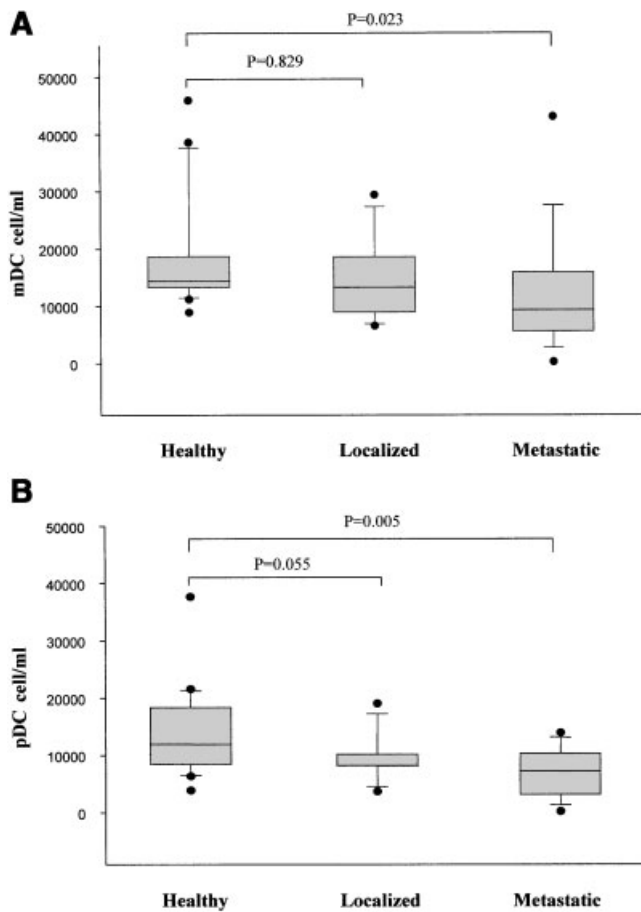 A
P=0.023
P=0.829
50000
40000
30000
20000
10000
0
mDC cell/ml
Healthy Localized Metastatic
B
P=0.005
P=0.055
50000
40000
30000
20000
10000
0
pDC cell/ml
Healthy Localized Metastatic